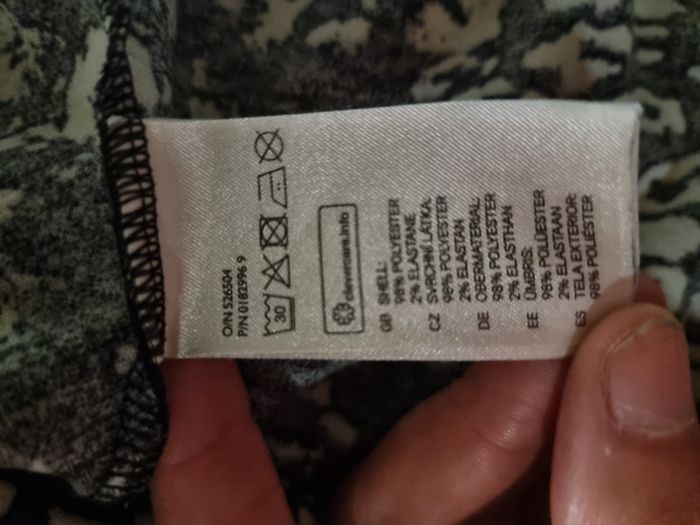 O/N 526504
P/N 0182996 9
30
clevercare.info
GB SHELL:
98% POLYESTER
2% ELASTANE
CZ SVRCHNÍ LÁTKA:
98% POLYESTER
2% ELASTAN
DE OBERMATERIAL:
98% POLYESTER
2% ELASTHAN
EE ÜMBRIS:
98% POLÜESTER
2% ELASTAAN
ES TELA EXTERIOR:
98% POLIÉSTER